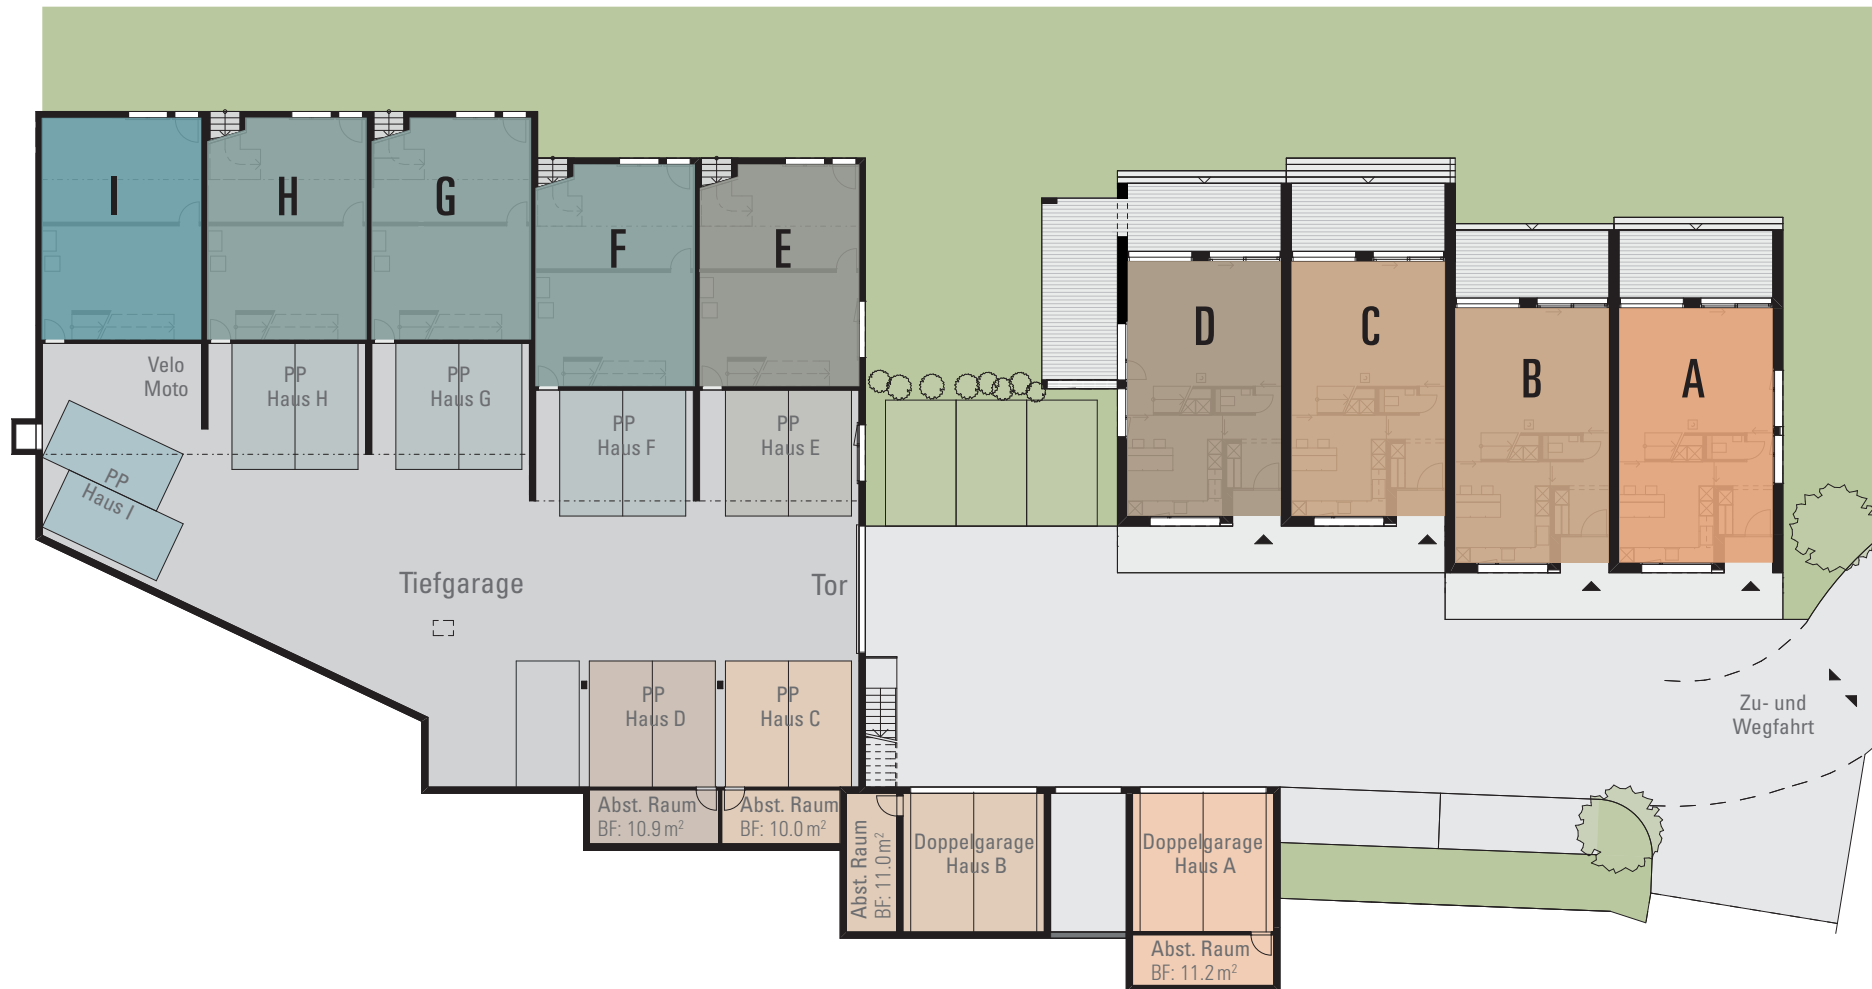 I
H
G
F
E
D
C
B
A
Velo
Moto
PP
Haus H
PP
Haus G
PP
Haus F
PP
Haus E
PP
Haus I
Tiefgarage
Tor
PP
Haus D
PP
Haus C
Zu- und
Wegfahrt
Abst. Raum
BF: 10.9 m²
Abst. Raum
BF: 10.0 m²
Abst. Raum
BF: 11.0 m²
Doppelgarage
Haus B
Doppelgarage
Haus A
Abst. Raum
BF: 11.2 m²